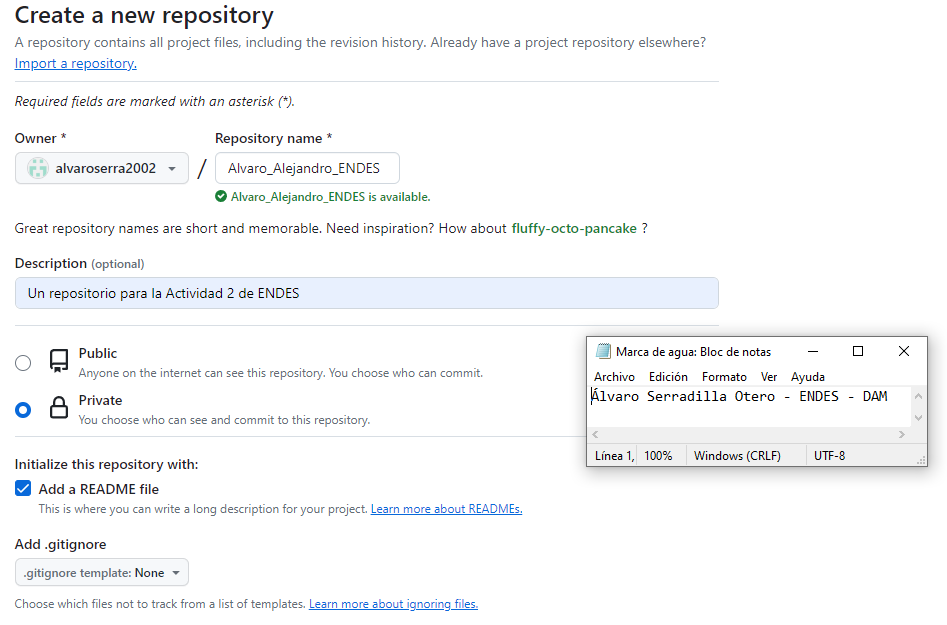 Create a new repository
A repository contains all project files, including the revision history. Already have a project repository elsewhere?
Import a repository.
Required fields are marked with an asterisk (*).
Owner *
Repository name *
alvaroserra2002
/
Alvaro_Alejandro_ENDES
Alvaro_Alejandro_ENDES is available.
Great repository names are short and memorable. Need inspiration? How about fluffy-octo-pancake ?
Description (optional)
Un repositorio para la Actividad 2 de ENDES
Public
Anyone on the internet can see this repository. You choose who can commit.
Private
You choose who can see and commit to this repository.
Marca de agua: Bloc de notas
Archivo Edición Formato Ver Ayuda
Álvaro Serradilla Otero - ENDES - DAM
Línea 1, 100% Windows (CRLF) UTF-8
Initialize this repository with:
Add a README file
This is where you can write a long description for your project. Learn more about READMEs.
Add .gitignore
.gitignore template: None
Choose which files not to track from a list of templates. Learn more about ignoring files.